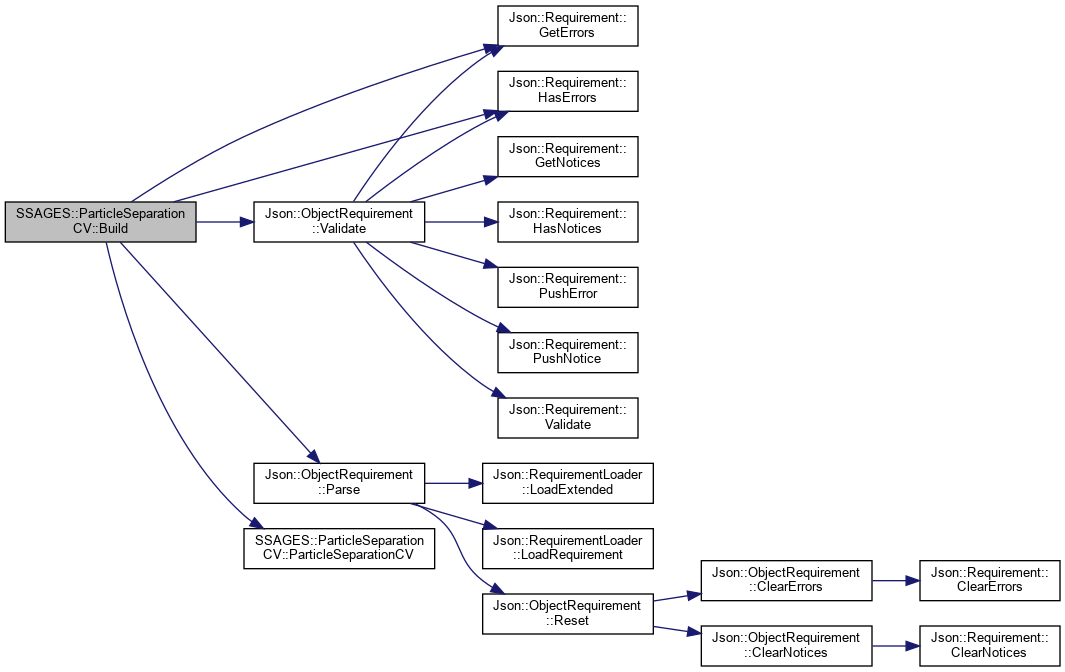 Json::Requirement::
GetErrors
Json::Requirement::
HasErrors
Json::Requirement::
GetNotices
SSAGES::ParticleSeparation
CV::Build
Json::ObjectRequirement
::Validate
Json::Requirement::
HasNotices
Json::Requirement::
PushError
Json::Requirement::
PushNotice
Json::Requirement::
Validate
Json::ObjectRequirement
::Parse
Json::RequirementLoader
::LoadExtended
SSAGES::ParticleSeparation
CV::ParticleSeparationCV
Json::RequirementLoader
::LoadRequirement
Json::ObjectRequirement
::Reset
Json::ObjectRequirement
::ClearErrors
Json::Requirement::
ClearErrors
Json::ObjectRequirement
::ClearNotices
Json::Requirement::
ClearNotices